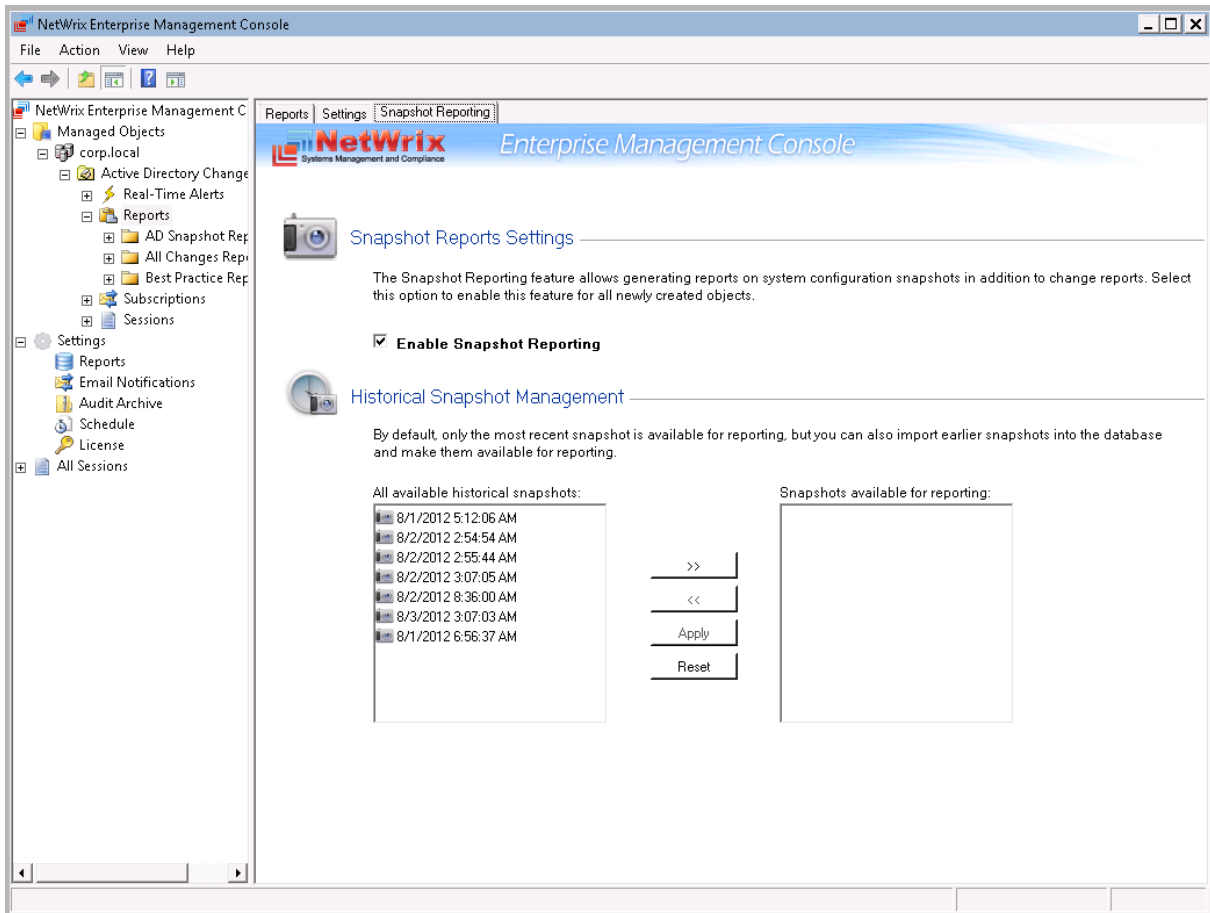 NetWrix Enterprise Management Console
File Action View Help
NetWrix Enterprise Management C
Managed Objects
corp.local
Active Directory Change
Real-Time Alerts
Reports
AD Snapshot Rep
All Changes Rep
Best Practice Rep
Subscriptions
Sessions
Settings
Reports
Email Notifications
Audit Archive
Schedule
License
All Sessions
Reports Settings Snapshot Reporting
NetWrix
Systems Management and Compliance
Enterprise Management Console
Snapshot Reports Settings
The Snapshot Reporting feature allows generating reports on system configuration snapshots in addition to change reports. Select
this option to enable this feature for all newly created objects.
Enable Snapshot Reporting
Historical Snapshot Management
By default, only the most recent snapshot is available for reporting, but you can also import earlier snapshots into the database
and make them available for reporting.
All available historical snapshots:
8/1/2012 5:12:06 AM
8/2/2012 2:54:54 AM
8/2/2012 2:55:44 AM
8/2/2012 3:07:05 AM
8/2/2012 8:36:00 AM
8/3/2012 3:07:03 AM
8/1/2012 6:56:37 AM
>>
<<
Apply
Reset
Snapshots available for reporting: